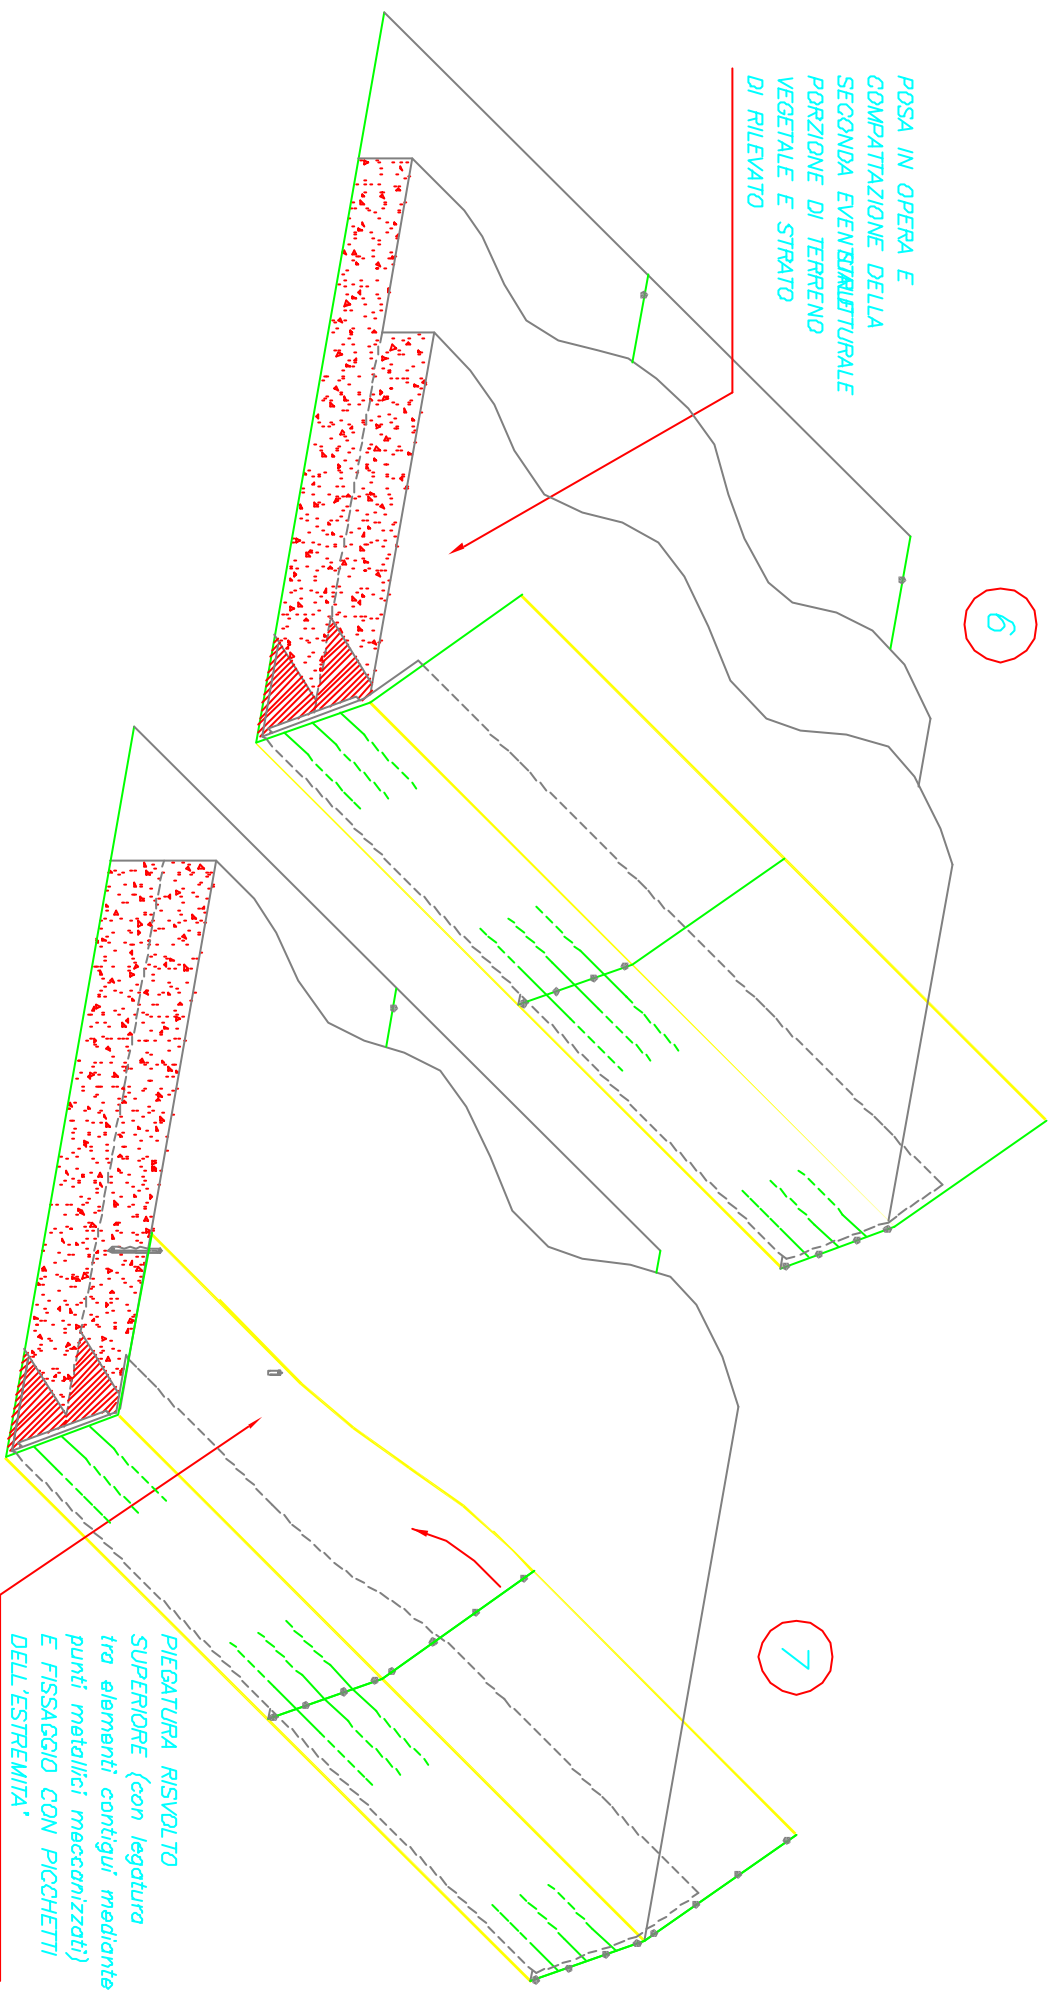 6
POSA IN OPERA E
COMPATTAZIONE DELLA
SECONDA
PORZIONE DI TERRENO
VEGETALE E STRATO
DI RILEVATO
7
PIEGATURA RISVOLTO
SUPERIORE (con legatura
tra elementi contigui mediante
punti metallici meccanizzati)
E FISSAGGIO CON PICCHETTI
DELL'ESTREMITA'